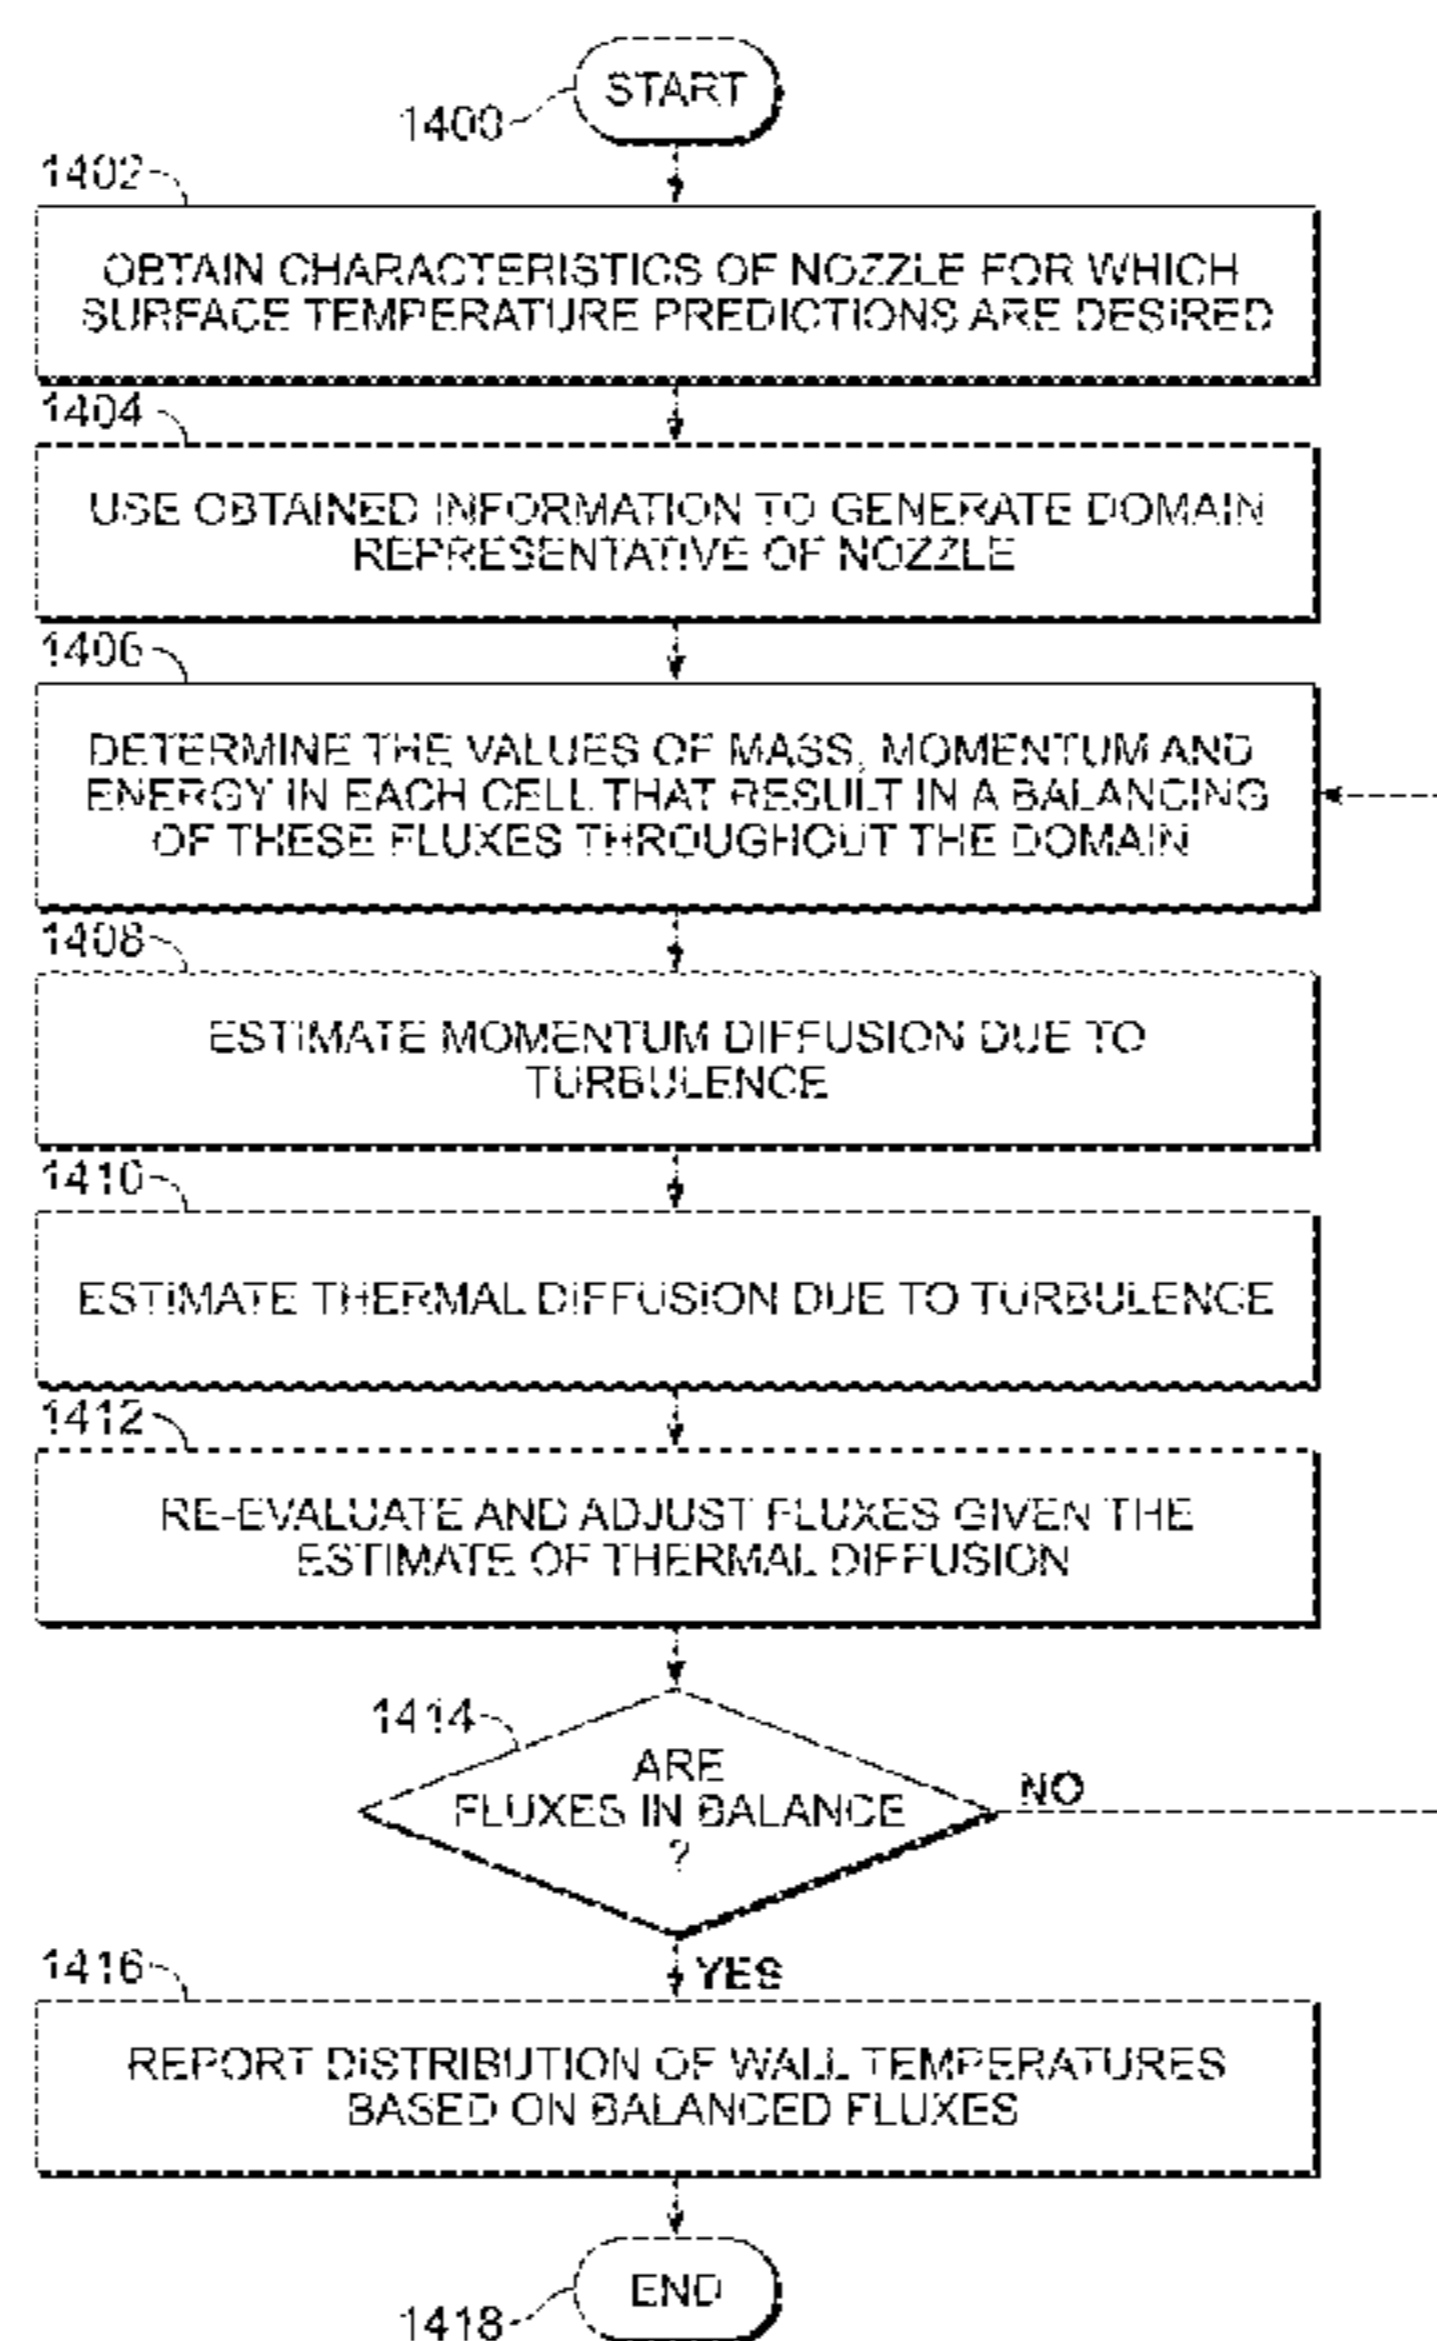 START
1400
1402
OBTAIN CHARACTERISTICS OF NOZZLE FOR WHICH
SURFACE TEMPERATURE PREDICTIONS ARE DESIRED
1404
USE OBTAINED INFORMATION TO GENERATE DOMAIN
REPRESENTATIVE OF NOZZLE
1406
DETERMINE THE VALUES OF MASS, MOMENTUM AND
ENERGY IN EACH CELL THAT RESULT IN A BALANCING
OF THESE FLUXES THROUGHOUT THE DOMAIN
1408
ESTIMATE MOMENTUM DIFFUSION DUE TO
TURBULENCE
1410
ESTIMATE THERMAL DIFFUSION DUE TO TURBULENCE
1412
RE-EVALUATE AND ADJUST FLUXES GIVEN THE
ESTIMATE OF THERMAL DIFFUSION
1414
ARE
FLUXES IN BALANCE
?
NO
YES
1416
REPORT DISTRIBUTION OF WALL TEMPERATURES
BASED ON BALANCED FLUXES
END
1418